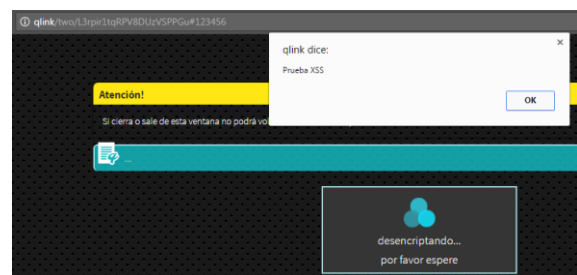 qlink/two/L3rpir1tqRPV8DUzVSPPGu#123456
qlink dice:
Prueba XSS
OK
Atención!
Si cierra o sale de esta ventana no podrá vol
...
desencriptando...
por favor espere